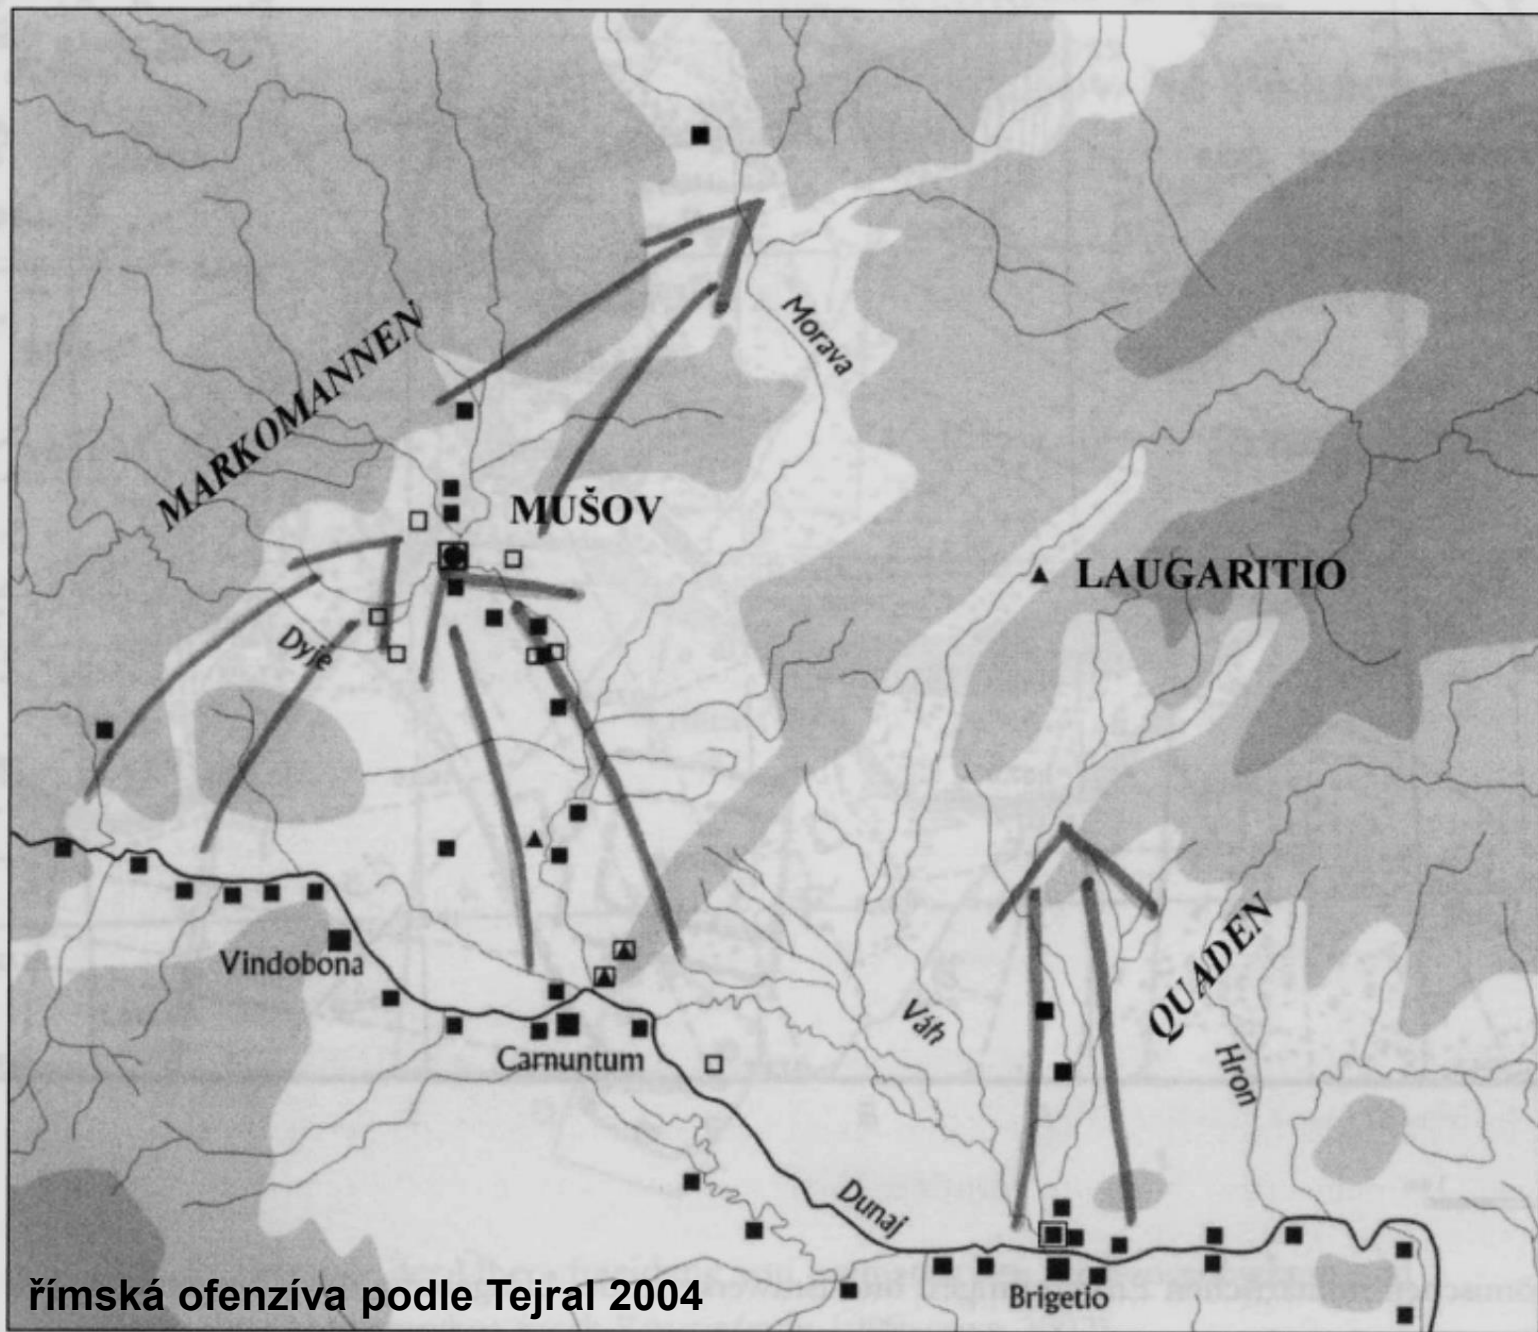 Morava
MARKOMANNEN
MUŠOV
LAUGARITIO
Dyje
Vindobona
QUADEN
Váh
Carnuntum
Hron
Dunaj
Brigetio
římská ofenzíva podle Tejral 2004